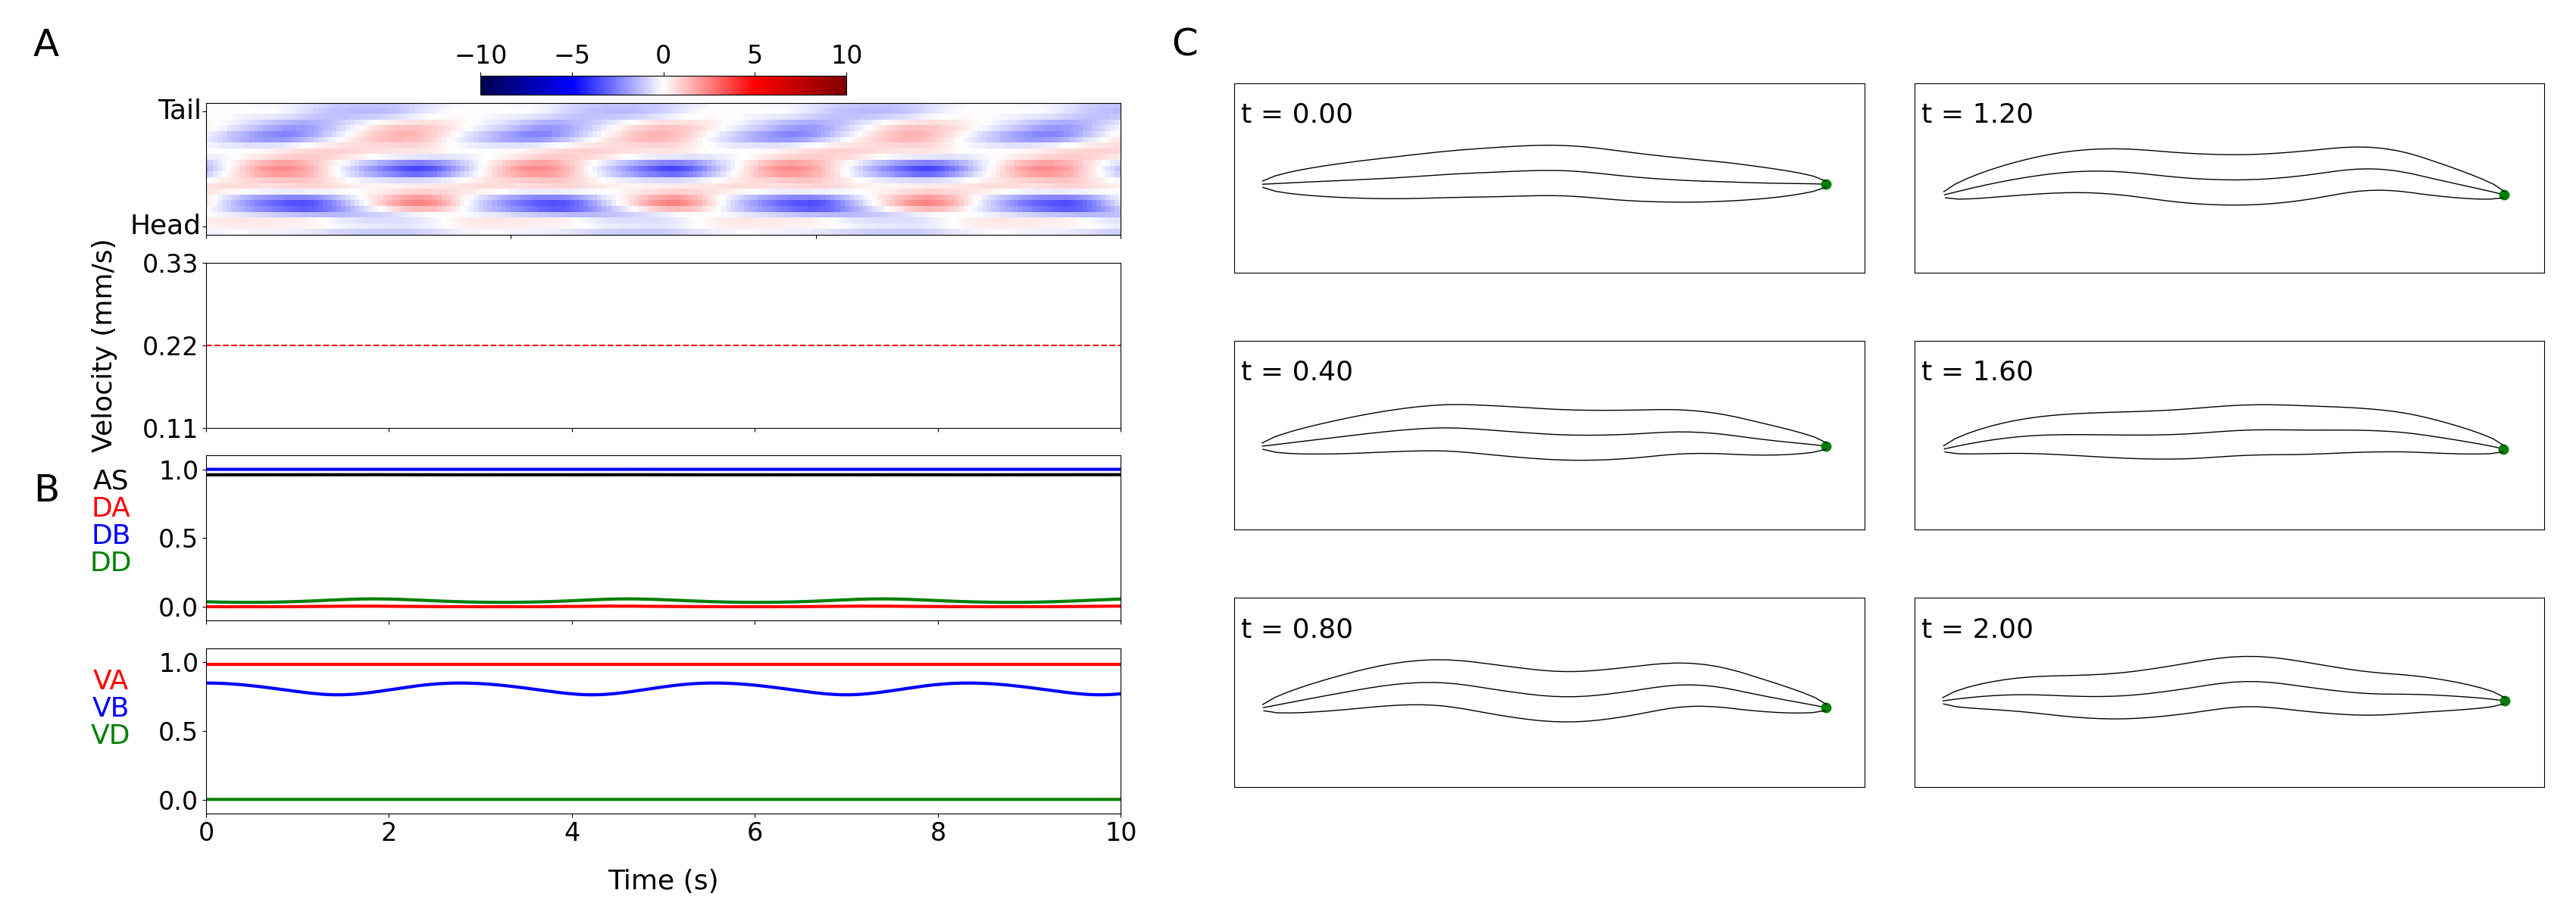 A
−10 −5 0 5 10
Tail
Head
Velocity (mm/s)
0.33
0.22
0.11
B
AS
DA
DB
DD
1.0
0.5
0.0
VA
VB
VD
1.0
0.5
0.0
0 2 4 6 8 10
Time (s)
C
t = 0.00
t = 1.20
t = 0.40
t = 1.60
t = 0.80
t = 2.00